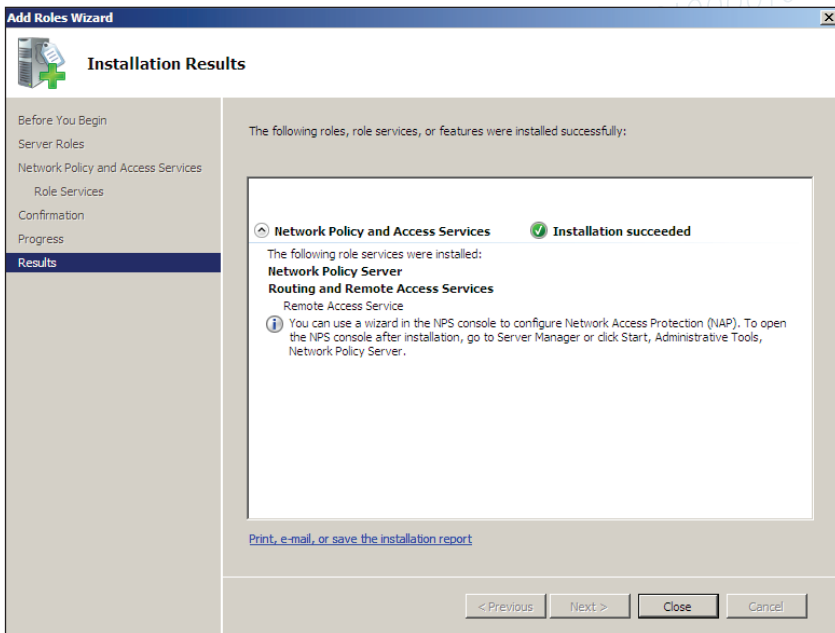 Add Roles Wizard
Installation Results
Before You Begin
Server Roles
Network Policy and Access Services
Role Services
Confirmation
Progress
Results
The following roles, role services, or features were installed successfully:
Network Policy and Access Services
Installation succeeded
The following role services were installed:
Network Policy Server
Routing and Remote Access Services
Remote Access Service
You can use a wizard in the NPS console to configure Network Access Protection (NAP). To open
the NPS console after installation, go to Server Manager or click Start, Administrative Tools,
Network Policy Server.
Print, e-mail, or save the installation report
< Previous
Next >
Close
Cancel